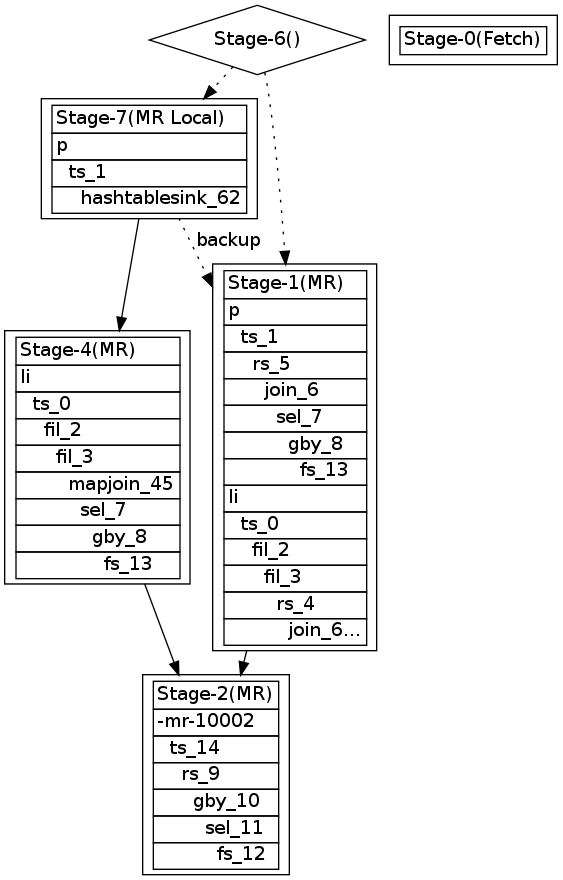 Stage-6()
Stage-0(Fetch)
Stage-7(MR Local)
p
ts_1
hashtablesink_62
backup
Stage-1(MR)
p
ts_1
rs_5
join_6
sel_7
gby_8
fs_13
li
ts_0
fil_2
fil_3
rs_4
join_6...
Stage-4(MR)
li
ts_0
fil_2
fil_3
mapjoin_45
sel_7
gby_8
fs_13
Stage-2(MR)
-mr-10002
ts_14
rs_9
gby_10
sel_11
fs_12